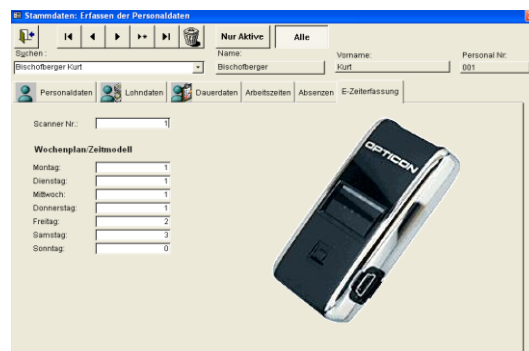 Stammdaten: Erfassen der Personaldaten
Nur Aktive Alle
Suchen: Name: Vorname: Personal Nr:
Bischofberger Kurt Bischofberger Kurt 001
Personaldaten Lohndaten Dauerdaten Arbeitszeiten Absenzen E-Zeiterfassung
Scanner Nr.: 1
Wochenplan/Zeitmodell
Montag: 1
Dienstag: 1
Mittwoch: 1
Donnerstag: 1
Freitag: 2
Samstag: 3
Sonntag: 0
OPTICON